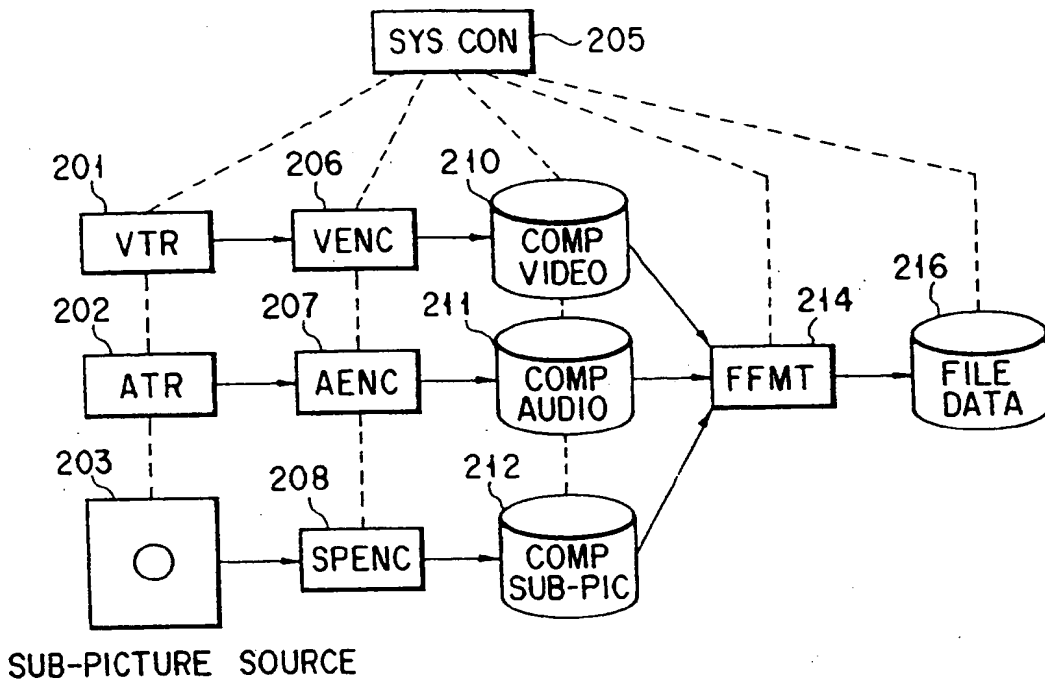 SYS CON
205
201
206
210
VTR
VENC
COMP
VIDEO
202
207
211
214
216
ATR
AENC
COMP
AUDIO
FFMT
FILE
DATA
203
208
212
SPENC
COMP
SUB-PIC
SUB-PICTURE SOURCE